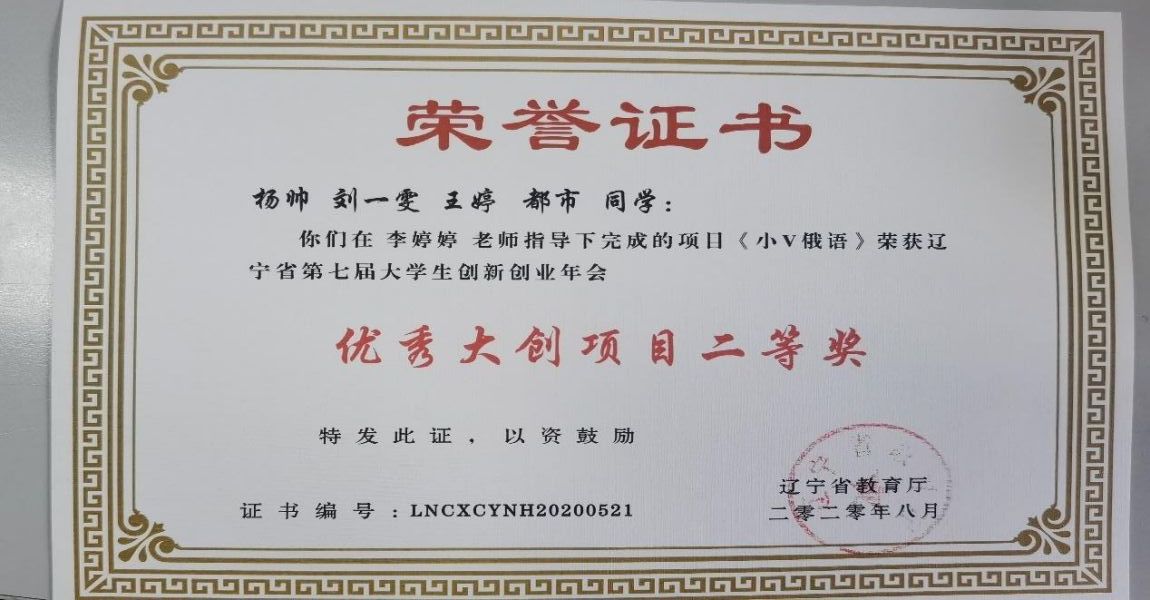 荣誉证书
杨帅 刘一雯 王婷 都市 同学：
你们在 李婷婷 老师指导下完成的项目《小V俄语》荣获辽
宁省第七届大学生创新创业年会
优秀大创项目二等奖
特发此证，以资鼓励
辽宁省教育厅
证书编号：LNCXCYNH20200521
二零二零年八月